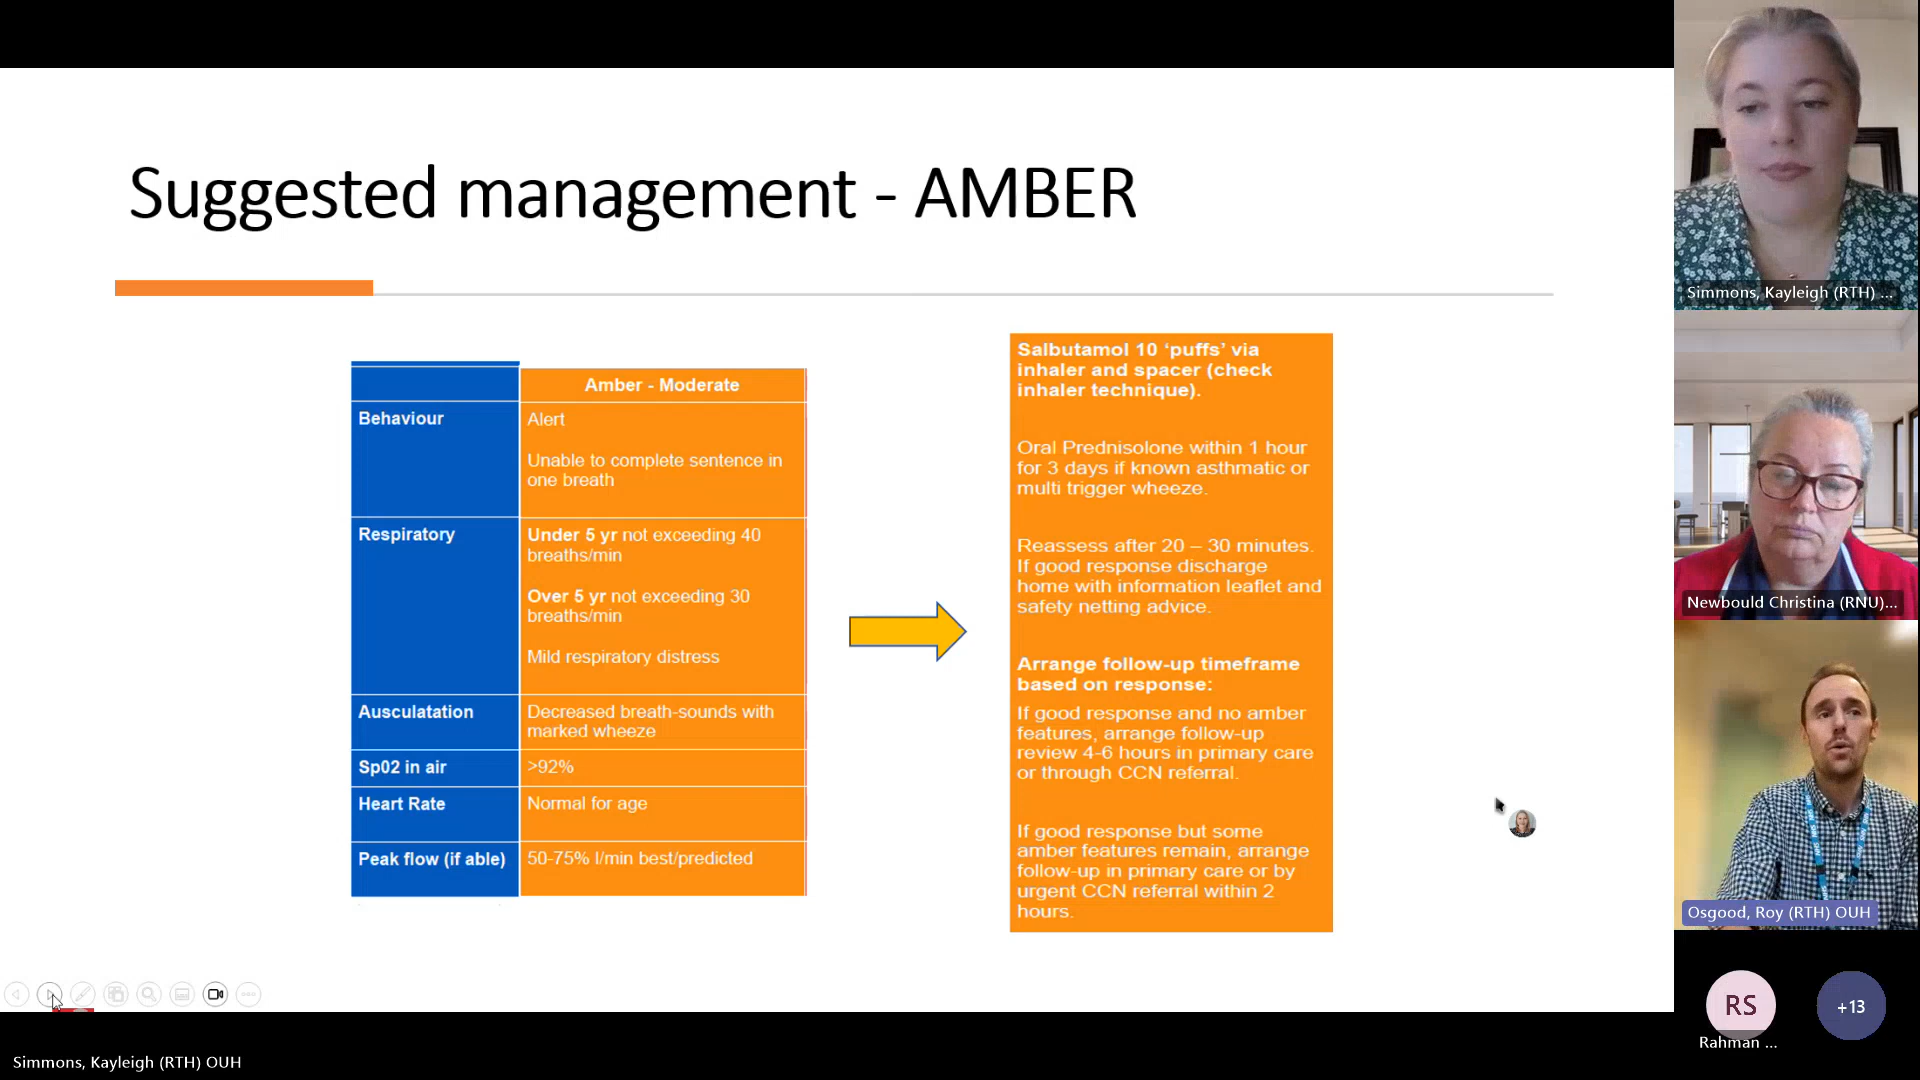 Suggested management - AMBER
Amber - Moderate
Behaviour
Alert
Unable to complete sentence in
one breath
Respiratory
Under 5 yr not exceeding 40
breaths/min
Over 5 yr not exceeding 30
breaths/min
Mild respiratory distress
Ausculatation
Decreased breath-sounds with
marked wheeze
Sp02 in air
>92%
Heart Rate
Normal for age
Peak flow (if able)
50-75% l/min best/predicted
Salbutamol 10 ‘puffs’ via
inhaler and spacer (check
inhaler technique).
Oral Prednisolone within 1 hour
for 3 days if known asthmatic or
multi trigger wheeze.
Reassess after 20 – 30 minutes.
If good response discharge
home with information leaflet and
safety netting advice.
Arrange follow-up timeframe
based on response:
If good response and no amber
features, arrange follow-up
review 4-6 hours in primary care
or through CCN referral.
If good response but some
amber features remain, arrange
follow-up in primary care or by
urgent CCN referral within 2
hours.
Simmons, Kayleigh (RTH) ...
Newbould Christina (RNU)...
Osgood, Roy (RTH) OUH
RS
Rahman ...
+13
Simmons, Kayleigh (RTH) OUH